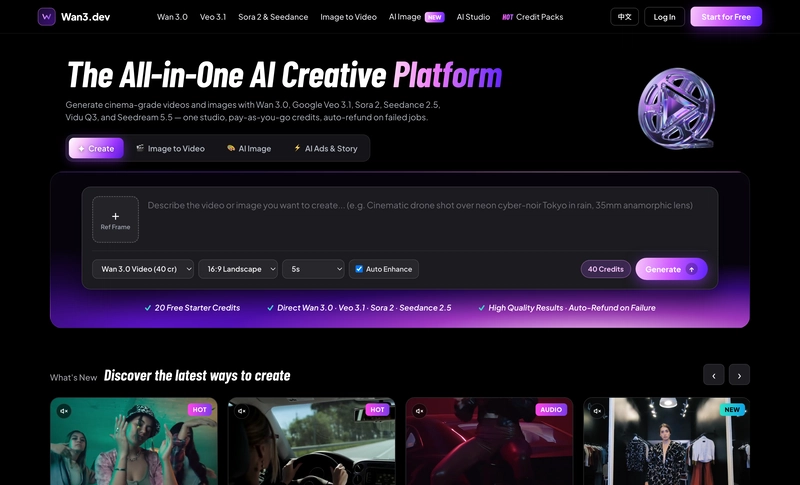 Wan3.dev
Wan 3.0
Veo 3.1
Sora 2 & Seedance
Image to Video
AI Image NEW
AI Studio
HOT Credit Packs
中文
Log In
Start for Free
The All-in-One AI Creative Platform
Generate cinema-grade videos and images with Wan 3.0, Google Veo 3.1, Sora 2, Seedance 2.5,
Vidu Q3, and Seedream 5.5 — one studio, pay-as-you-go credits, auto-refund on failed jobs.
Create
Image to Video
AI Image
AI Ads & Story
+
Ref Frame
Describe the video or image you want to create... (e.g. Cinematic drone shot over neon cyber-noir Tokyo in rain, 35mm anamorphic lens)
Wan 3.0 Video (40 cr)
16:9 Landscape
5s
Auto Enhance
40 Credits
Generate ↑
✓ 20 Free Starter Credits
✓ Direct Wan 3.0 · Veo 3.1 · Sora 2 · Seedance 2.5
✓ High Quality Results · Auto-Refund on Failure
What's New Discover the latest ways to create
‹ ›
HOT
HOT
AUDIO
NEW